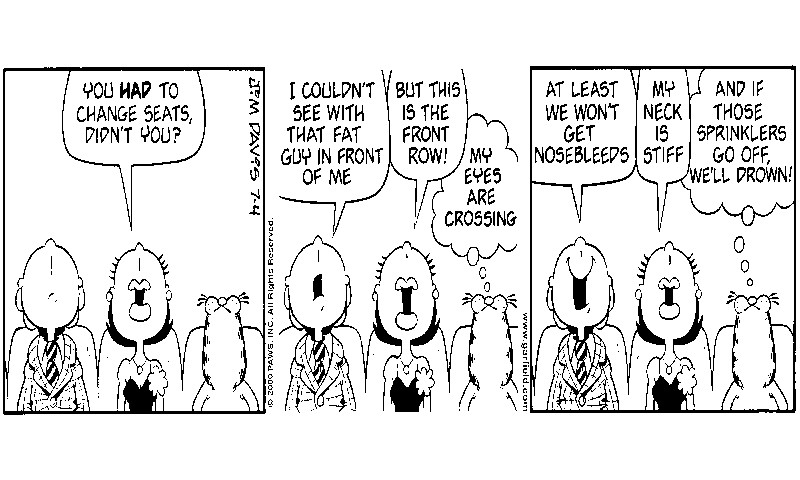 YOU HAD TO
CHANGE SEATS,
DIDN'T YOU?
JIM DAVIS 7-4
I COULDN'T
SEE WITH
THAT FAT
GUY IN FRONT
OF ME
BUT THIS
IS THE
FRONT
ROW!
MY
EYES
ARE
CROSSING
© 2000 PAWS, INC. All Rights Reserved.
www.garfield.com
AT LEAST
WE WON'T
GET
NOSEBLEEDS
MY
NECK
IS
STIFF
AND IF
THOSE
SPRINKLERS
GO OFF,
WE'LL DROWN!